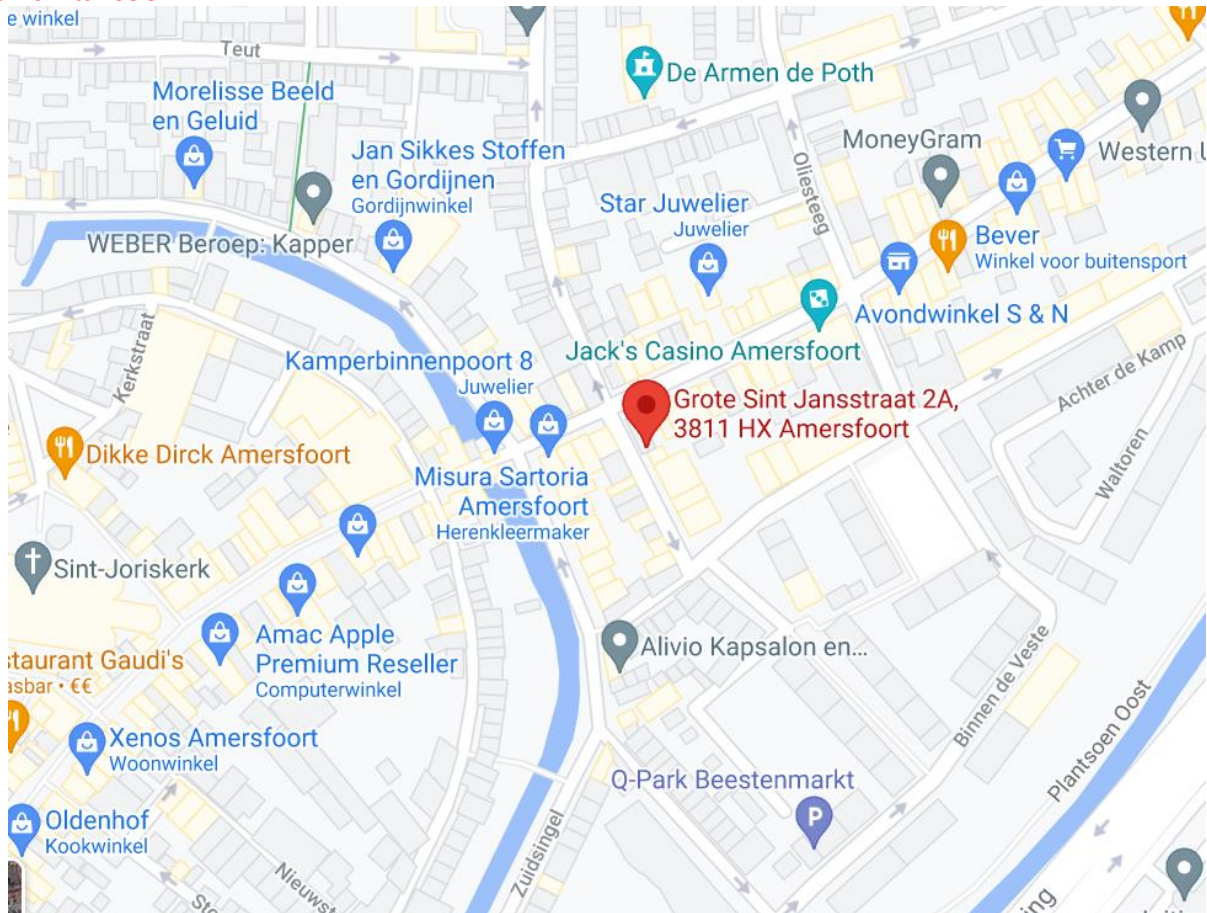 e winkel
Teut
De Armen de Poth
Morelisse Beeld
en Geluid
MoneyGram
Western U
Jan Sikkes Stoffen
en Gordijnen
Gordijnwinkel
Oliesteeg
Star Juwelier
Juwelier
WEBER Beroep: Kapper
Bever
Winkel voor buitensport
Avondwinkel S & N
Kerkstraat
Kamperbinnenpoort 8
Juwelier
Jack's Casino Amersfoort
Achter de Kamp
Grote Sint Jansstraat 2A,
3811 HX Amersfoort
Dikke Dirck Amersfoort
Misura Sartoria
Amersfoort
Herenkleermaker
Waltoren
Sint-Joriskerk
Amac Apple
Premium Reseller
Computerwinkel
Alivio Kapsalon en...
staurant Gaudi's
asbar • €€
Binnen de Veste
Plantsoen Oost
Xenos Amersfoort
Woonwinkel
Q-Park Beestenmarkt
P
Oldenhof
Kookwinkel
Zuidsingel
Nieuwst
Sto
ing